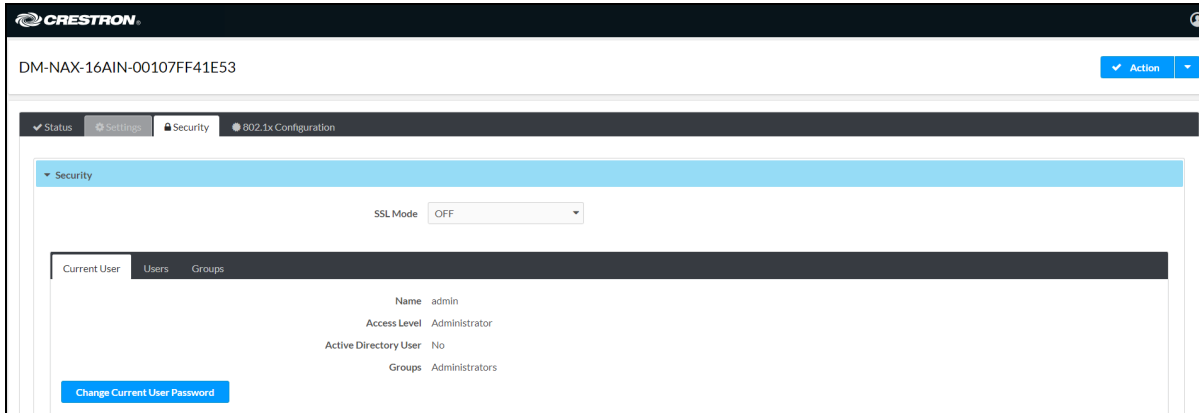 CRESTRON®
DM-NAX-16AIN-00107FF41E53
Action
Status Settings Security 802.1x Configuration
Security
SSL Mode OFF
Current User Users Groups
Name admin
Access Level Administrator
Active Directory User No
Groups Administrators
Change Current User Password